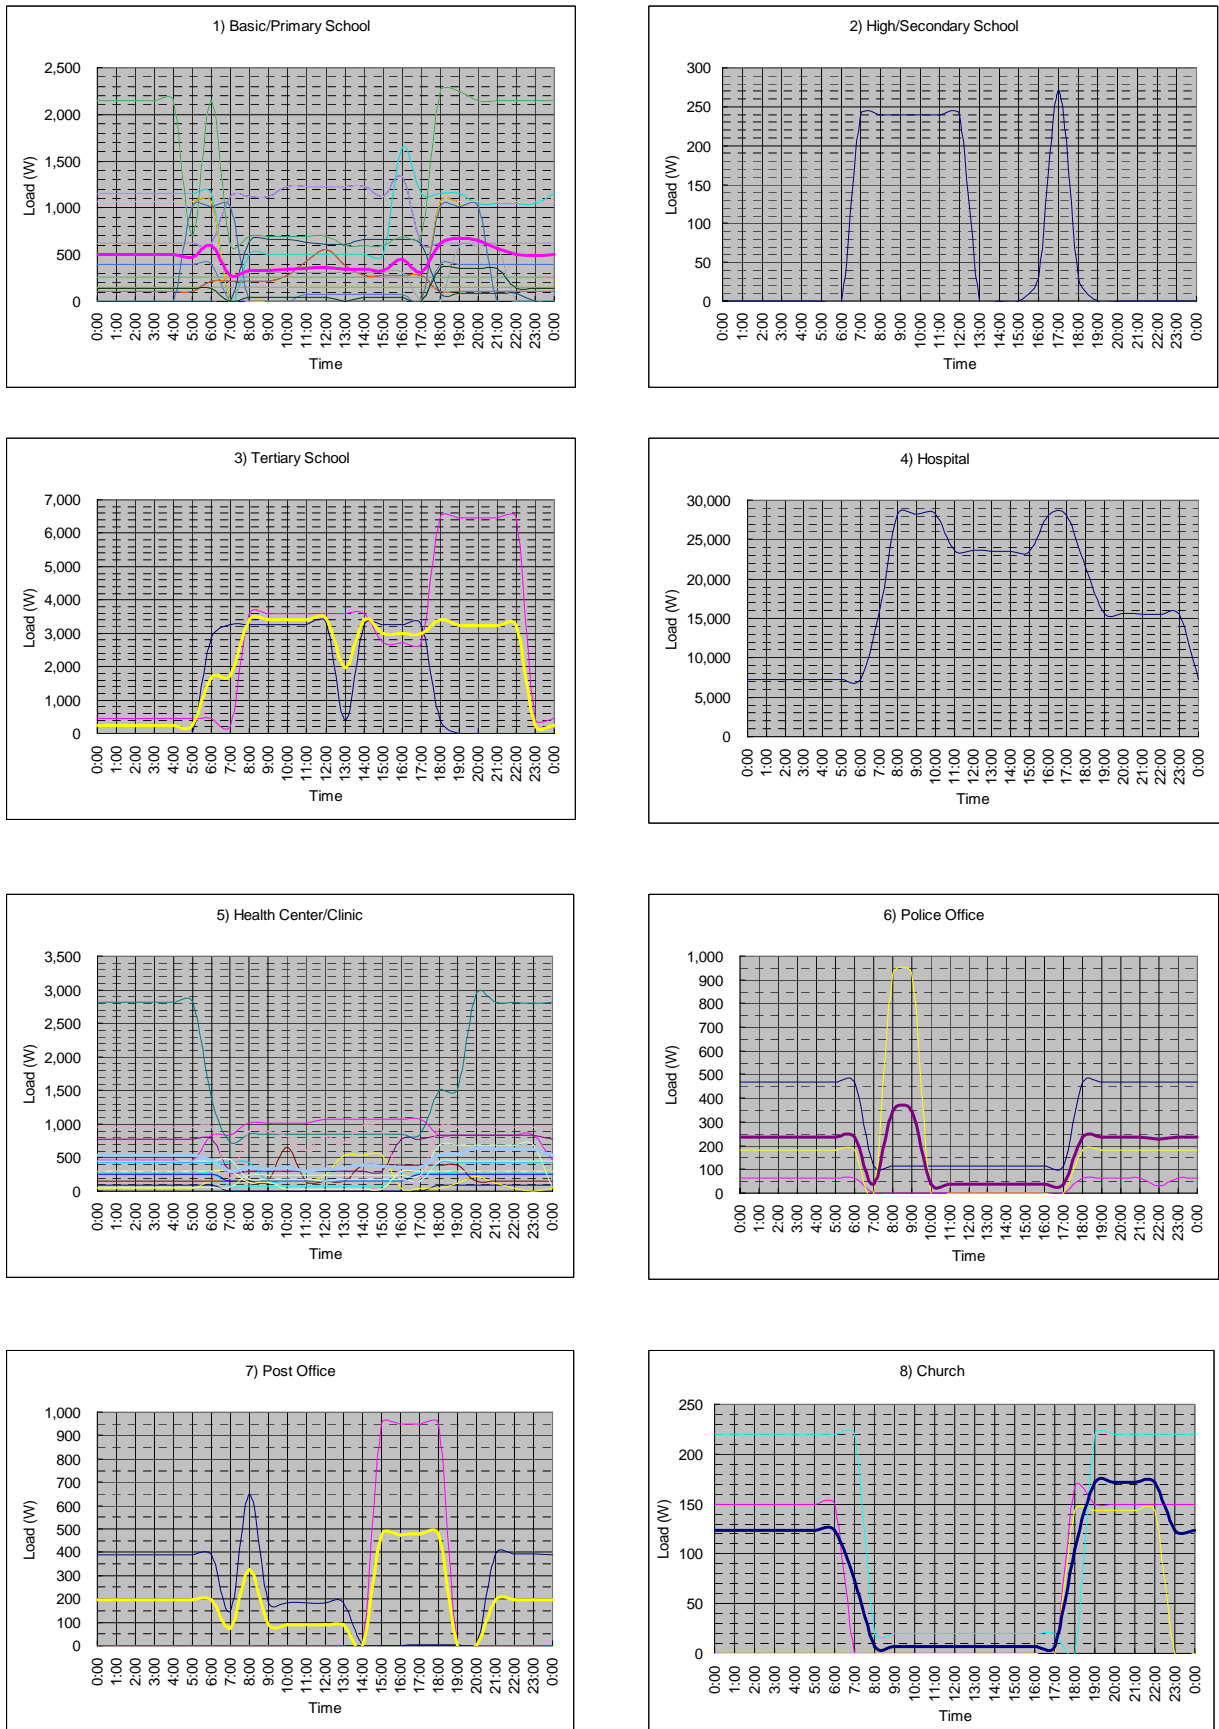 1) Basic/Primary School
2,500
2,000
1,500
1,000
500
0
Load (W)
0:00 1:00 2:00 3:00 4:00 5:00 6:00 7:00 8:00 9:00 10:00 11:00 12:00 13:00 14:00 15:00 16:00 17:00 18:00 19:00 20:00 21:00 22:00 23:00 0:00
Time
2) High/Secondary School
300
250
200
150
100
50
0
Load (W)
0:00 1:00 2:00 3:00 4:00 5:00 6:00 7:00 8:00 9:00 10:00 11:00 12:00 13:00 14:00 15:00 16:00 17:00 18:00 19:00 20:00 21:00 22:00 23:00 0:00
Time
3) Tertiary School
7,000
6,000
5,000
4,000
3,000
2,000
1,000
0
Load (W)
0:00 1:00 2:00 3:00 4:00 5:00 6:00 7:00 8:00 9:00 10:00 11:00 12:00 13:00 14:00 15:00 16:00 17:00 18:00 19:00 20:00 21:00 22:00 23:00 0:00
Time
4) Hospital
30,000
25,000
20,000
15,000
10,000
5,000
0
Load (W)
0:00 1:00 2:00 3:00 4:00 5:00 6:00 7:00 8:00 9:00 10:00 11:00 12:00 13:00 14:00 15:00 16:00 17:00 18:00 19:00 20:00 21:00 22:00 23:00 0:00
Time
5) Health Center/Clinic
3,500
3,000
2,500
2,000
1,500
1,000
500
0
Load (W)
0:00 1:00 2:00 3:00 4:00 5:00 6:00 7:00 8:00 9:00 10:00 11:00 12:00 13:00 14:00 15:00 16:00 17:00 18:00 19:00 20:00 21:00 22:00 23:00 0:00
Time
6) Police Office
1,000
900
800
700
600
500
400
300
200
100
0
Load (W)
0:00 1:00 2:00 3:00 4:00 5:00 6:00 7:00 8:00 9:00 10:00 11:00 12:00 13:00 14:00 15:00 16:00 17:00 18:00 19:00 20:00 21:00 22:00 23:00 0:00
Time
7) Post Office
1,000
900
800
700
600
500
400
300
200
100
0
Load (W)
0:00 1:00 2:00 3:00 4:00 5:00 6:00 7:00 8:00 9:00 10:00 11:00 12:00 13:00 14:00 15:00 16:00 17:00 18:00 19:00 20:00 21:00 22:00 23:00 0:00
Time
8) Church
250
200
150
100
50
0
Load (W)
0:00 1:00 2:00 3:00 4:00 5:00 6:00 7:00 8:00 9:00 10:00 11:00 12:00 13:00 14:00 15:00 16:00 17:00 18:00 19:00 20:00 21:00 22:00 23:00 0:00
Time